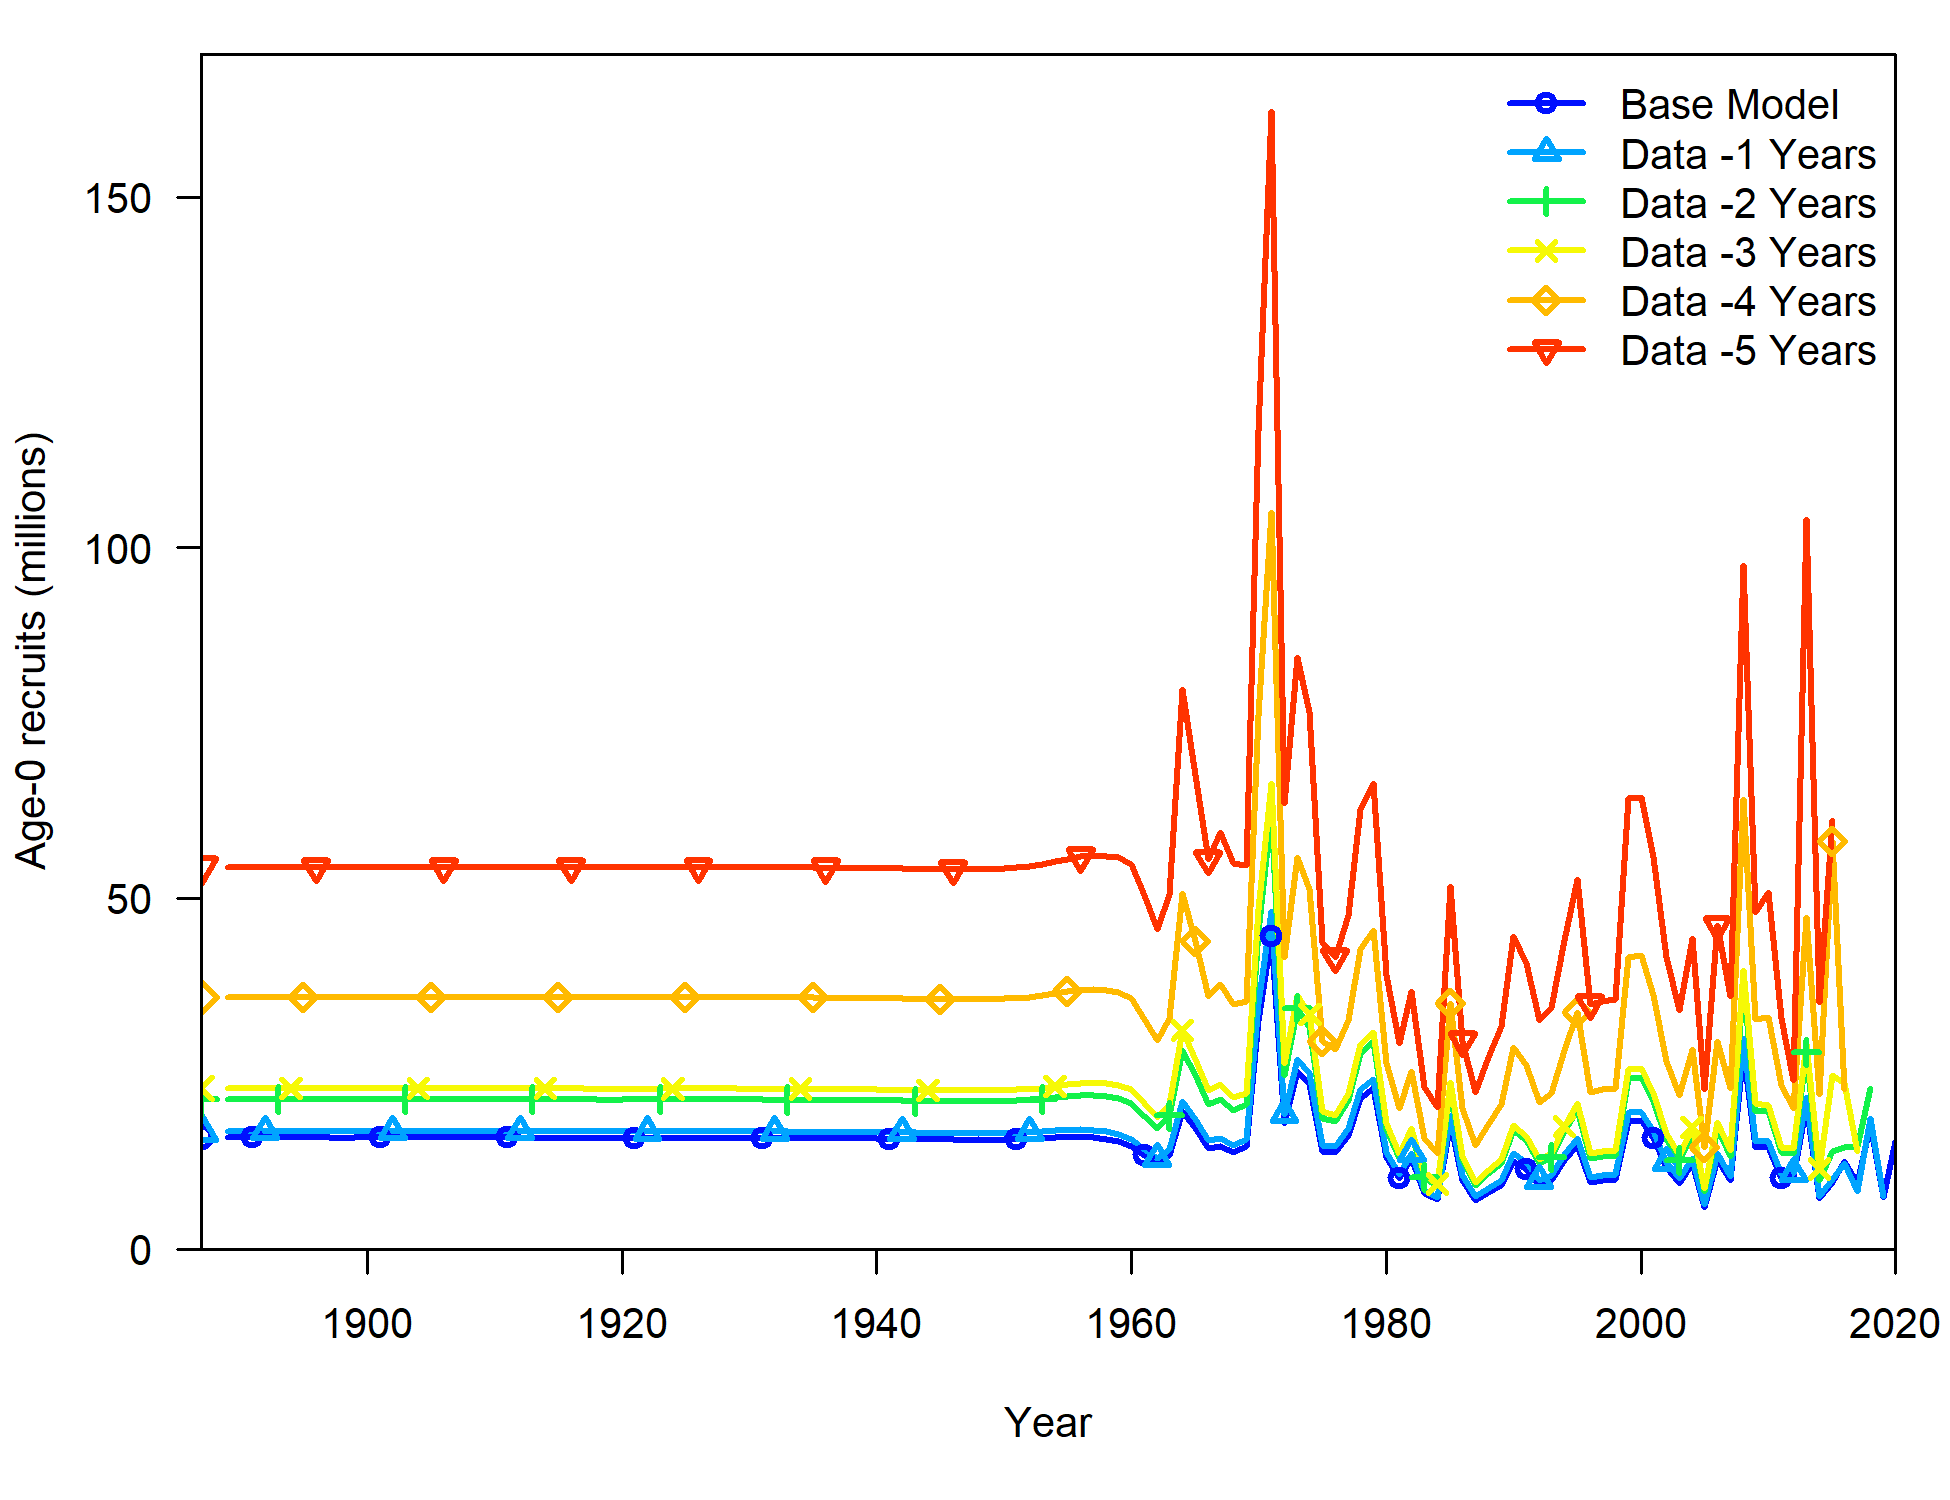 Base Model
Data -1 Years
Data -2 Years
Data -3 Years
Data -4 Years
Data -5 Years
150
100
50
0
Age-0 recruits (millions)
1900
1920
1940
1960
1980
2000
2020
Year